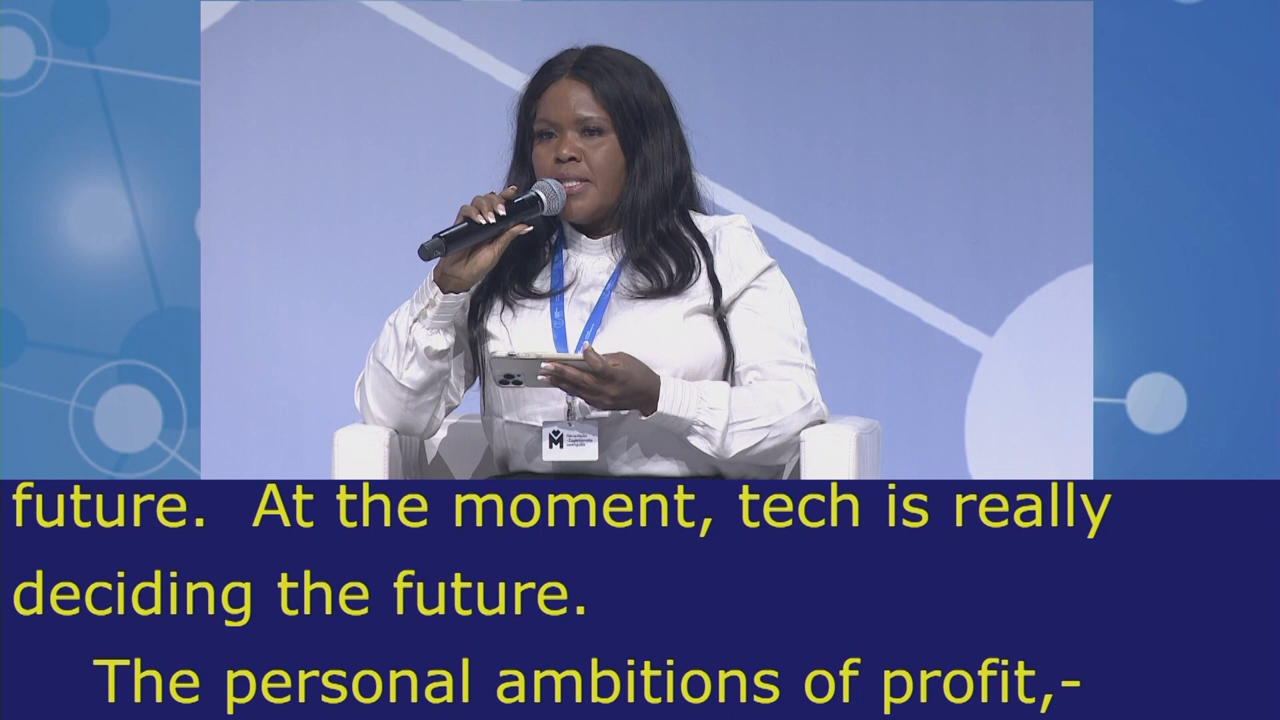 future.  At the moment, tech is really
deciding the future.
The personal ambitions of profit,-